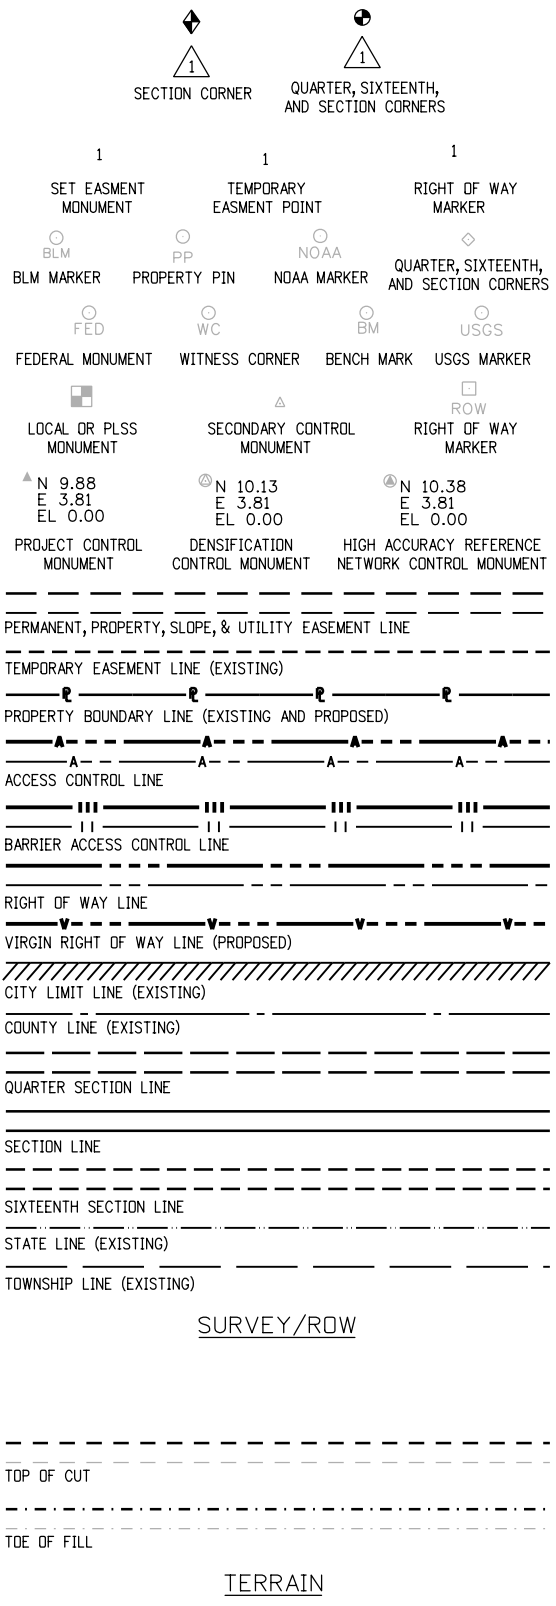 1 1
SECTION CORNER
QUARTER, SIXTEENTH,
AND SECTION CORNERS
1 1 1
SET EASMENT
MONUMENT
TEMPORARY
EASMENT POINT
RIGHT OF WAY
MARKER
BLM
BLM MARKER
PP
PROPERTY PIN
NOAA
NOAA MARKER
QUARTER, SIXTEENTH,
AND SECTION CORNERS
FED
FEDERAL MONUMENT
WC
WITNESS CORNER
BM
BENCH MARK
USGS
USGS MARKER
LOCAL OR PLSS
MONUMENT
SECONDARY CONTROL
MONUMENT
ROW
RIGHT OF WAY
MARKER
N 9.88
E 3.81
EL 0.00
PROJECT CONTROL
MONUMENT
N 10.13
E 3.81
EL 0.00
DENSIFICATION
CONTROL MONUMENT
N 10.38
E 3.81
EL 0.00
HIGH ACCURACY REFERENCE
NETWORK CONTROL MONUMENT
PERMANENT, PROPERTY, SLOPE, & UTILITY EASEMENT LINE
TEMPORARY EASEMENT LINE (EXISTING)
PL PL PL PL
PROPERTY BOUNDARY LINE (EXISTING AND PROPOSED)
A A A A
A A A A
ACCESS CONTROL LINE
BARRIER ACCESS CONTROL LINE
RIGHT OF WAY LINE
V V V V
VIRGIN RIGHT OF WAY LINE (PROPOSED)
CITY LIMIT LINE (EXISTING)
COUNTY LINE (EXISTING)
QUARTER SECTION LINE
SECTION LINE
SIXTEENTH SECTION LINE
STATE LINE (EXISTING)
TOWNSHIP LINE (EXISTING)
SURVEY/ROW
TOP OF CUT
TOE OF FILL
TERRAIN